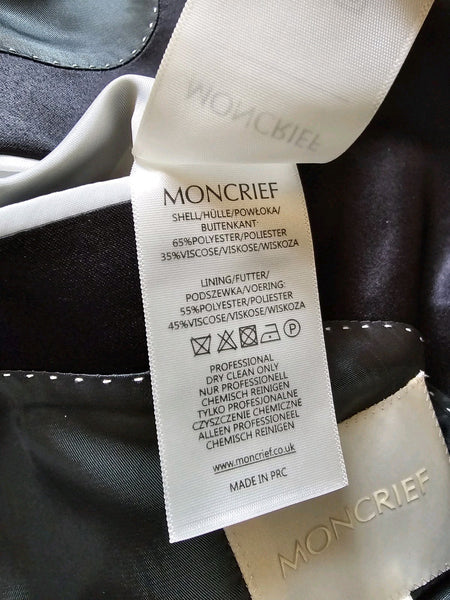 MONCRIEF
MONCRIEF
SHELL/HÜLLE/POWŁOKA/
BUITENKANT·
65%POLYESTER/POLIESTER
35%VISCOSE/VISKOSE/WISKOZA
LINING/FUTTER/
PODSZEWKA/VOERING:
55%POLYESTER/POLIESTER
45%VISCOSE/VISKOSE/WISKOZA
PROFESSIONAL
DRY CLEAN ONLY
NUR PROFESSIONELL
CHEMISCH REINIGEN
TYLKO PROFESJONALNE
CZYSZCZENIE CHEMICZNE
ALLEEN PROFESSIONEEL
CHEMISCH REINIGEN
www.moncrief.co.uk
MADE IN PRC
MONCRIEF